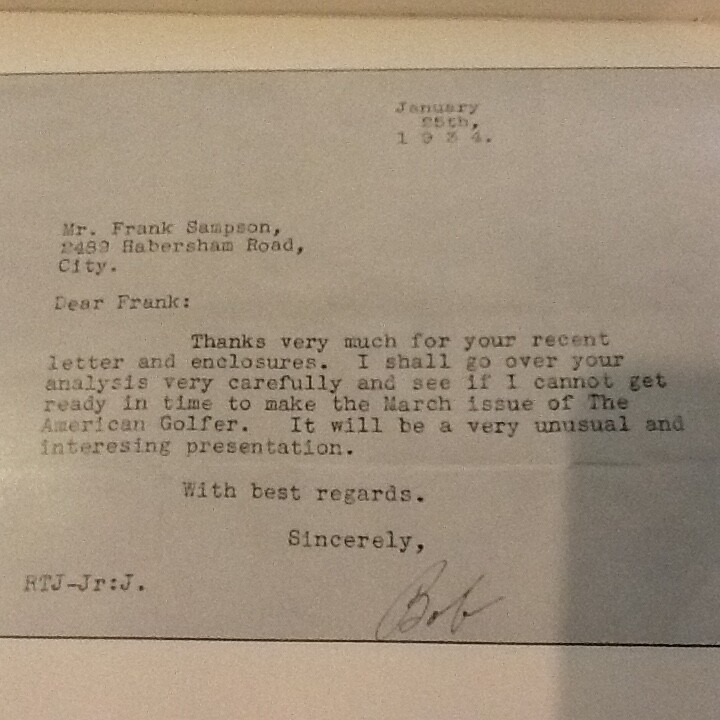 January
25th,
1 9 3 4.
Mr. Frank Sampson,
2489 Habersham Road,
City.
Dear Frank:
Thanks very much for your recent
letter and enclosures. I shall go over your
analysis very carefully and see if I cannot get
ready in time to make the March issue of The
American Golfer. It will be a very unusual and
interesing presentation.
With best regards.
Sincerely,
RTJ-Jr:J.
Bob